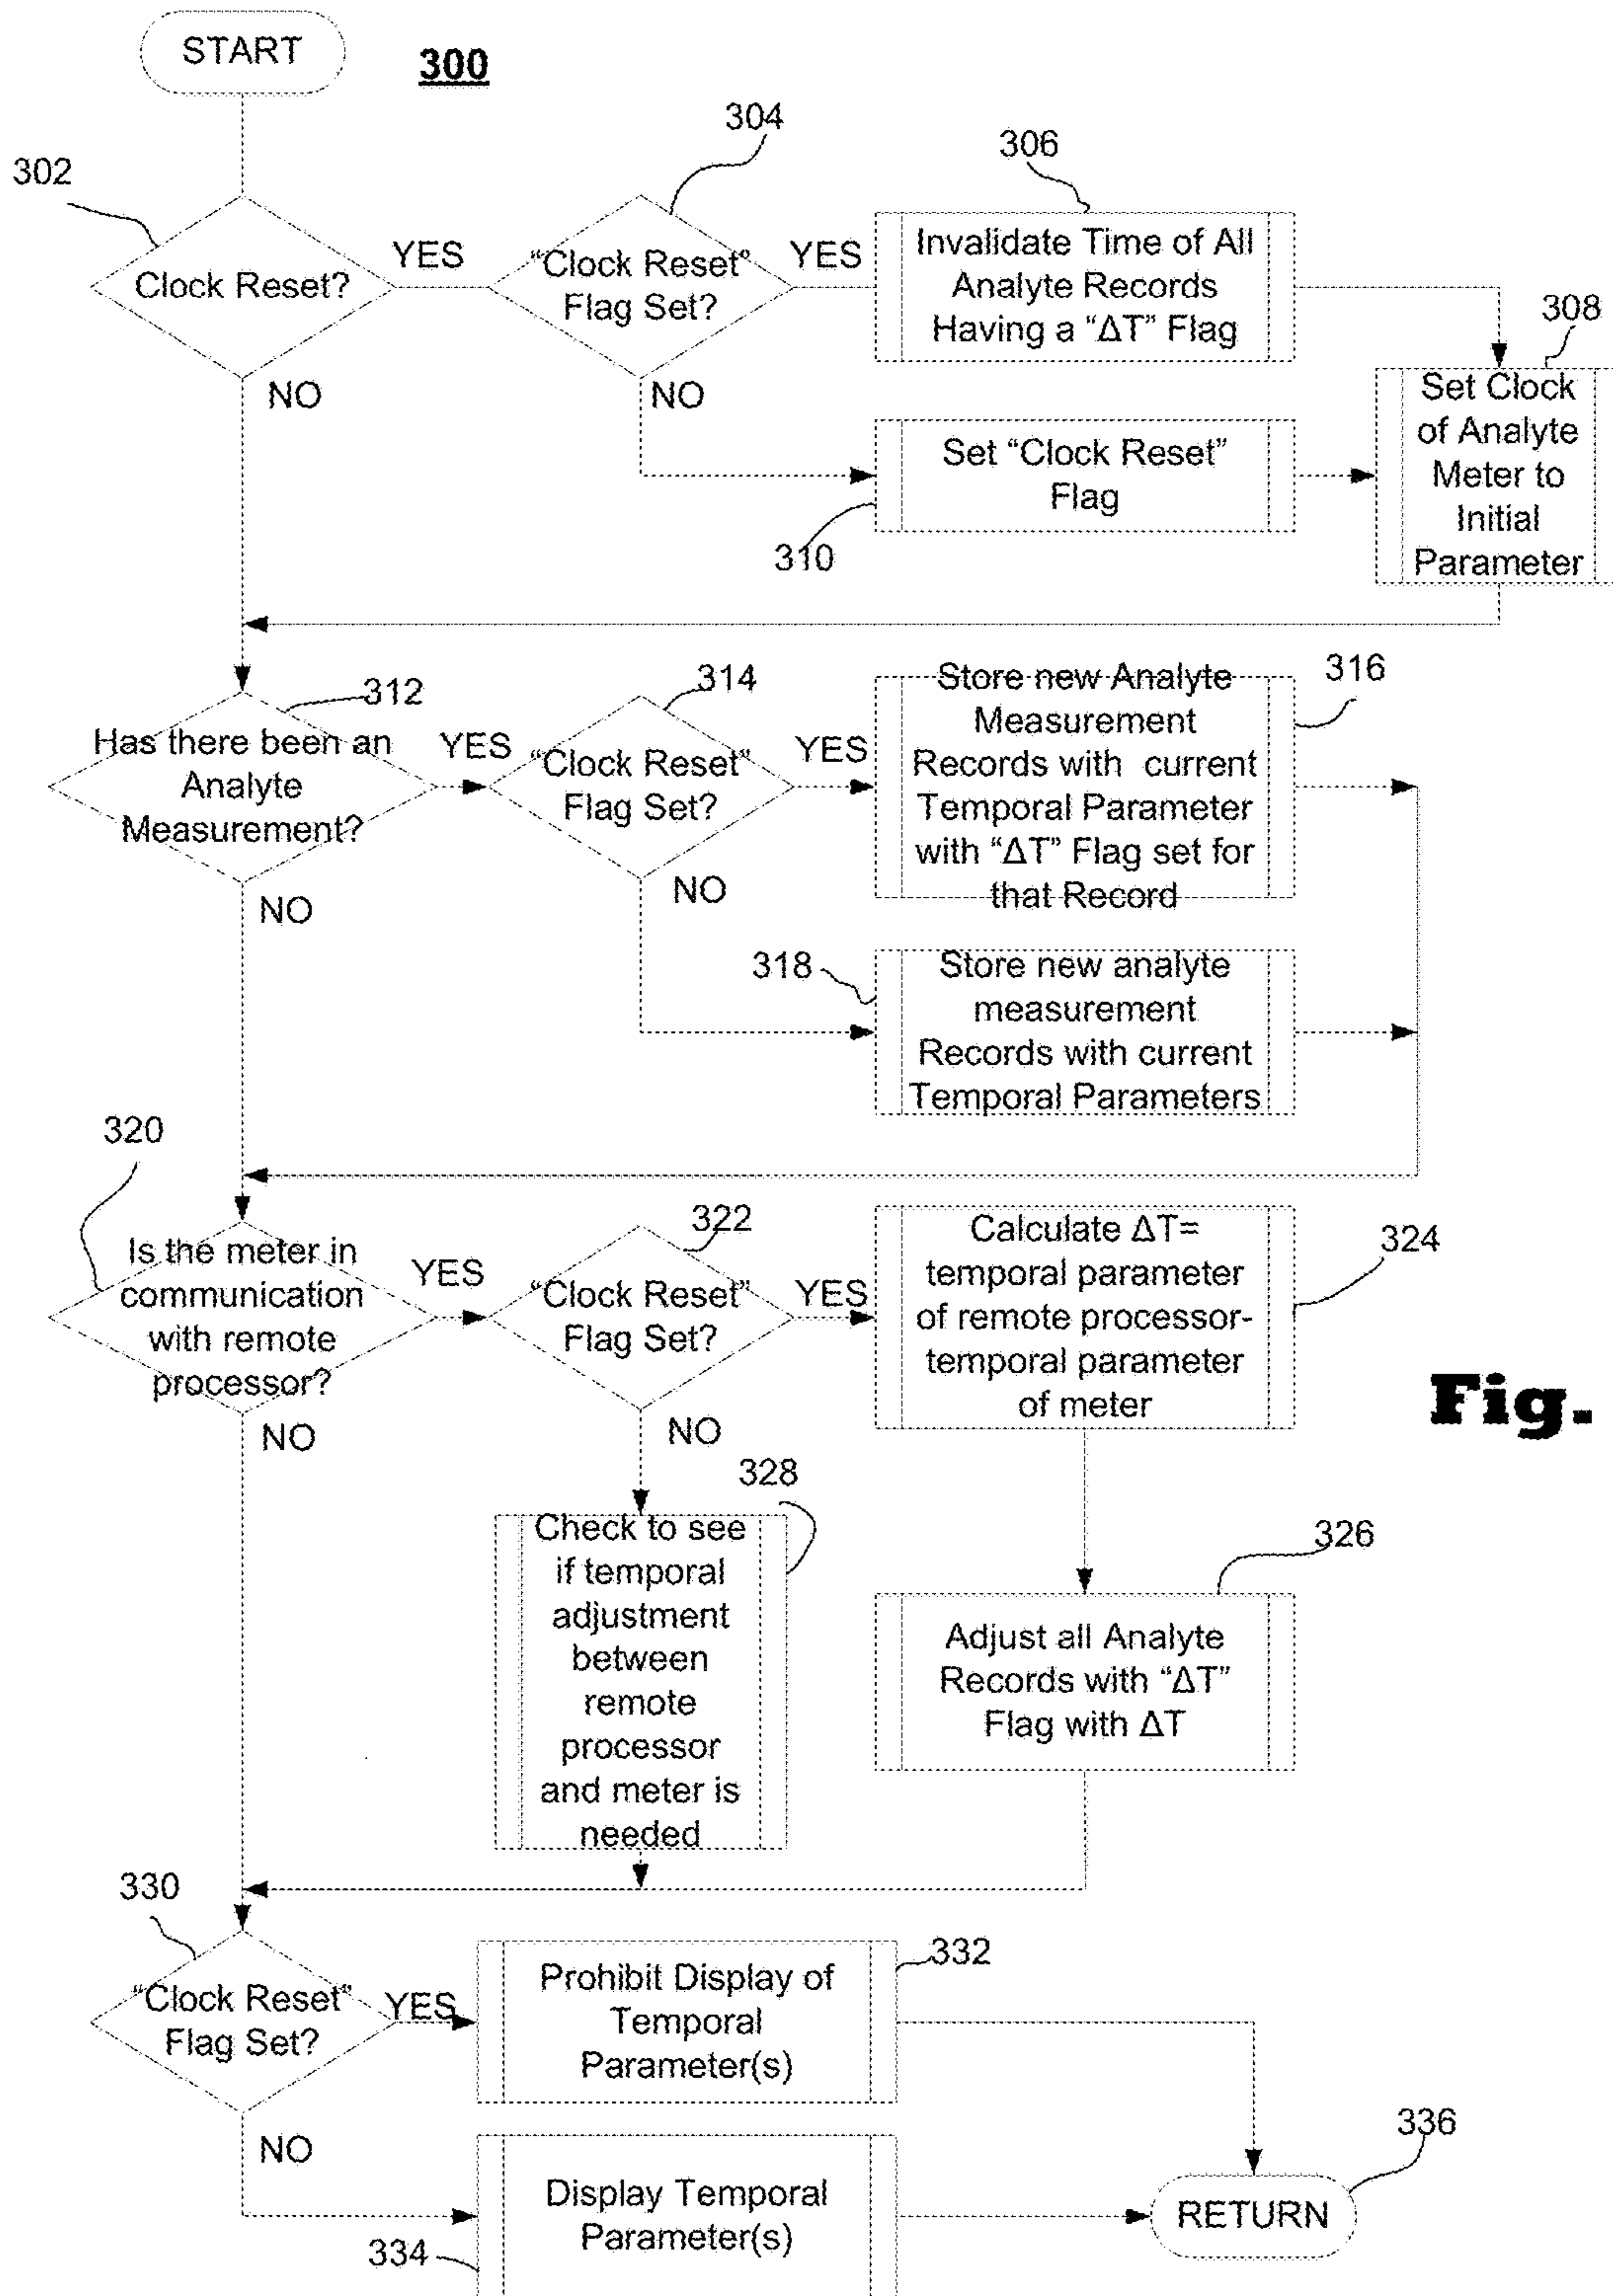 START
300
302
Clock Reset?
YES
NO
304
"Clock Reset"
Flag Set?
YES
NO
306
Invalidate Time of All
Analyte Records
Having a "ΔT" Flag
308
Set Clock
of Analyte
Meter to
Initial
Parameter
310
Set "Clock Reset"
Flag
312
Has there been an
Analyte
Measurement?
YES
NO
314
"Clock Reset"
Flag Set?
YES
NO
316
Store new Analyte
Measurement
Records with current
Temporal Parameter
with "ΔT" Flag set for
that Record
318
Store new analyte
measurement
Records with current
Temporal Parameters
320
Is the meter in
communication
with remote
processor?
YES
NO
322
"Clock Reset"
Flag Set?
YES
NO
324
Calculate ΔT=
temporal parameter
of remote processor-
temporal parameter
of meter
Fig.
326
Adjust all Analyte
Records with "ΔT"
Flag with ΔT
328
Check to see
if temporal
adjustment
between
remote
processor
and meter is
needed
330
"Clock Reset"
Flag Set?
YES
NO
332
Prohibit Display of
Temporal
Parameter(s)
334
Display Temporal
Parameter(s)
336
RETURN